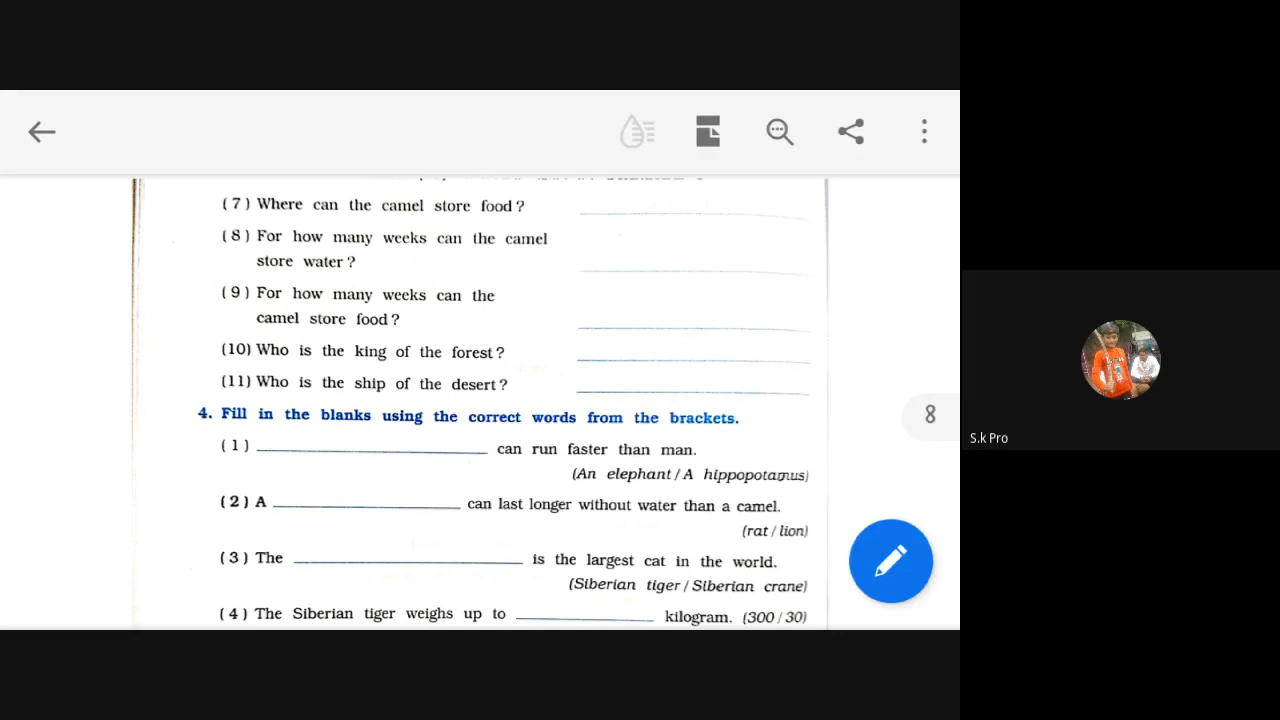 (7) Where can the camel store food?
(8) For how many weeks can the camel
store water?
(9) For how many weeks can the
camel store food?
(10) Who is the king of the forest?
(11) Who is the ship of the desert?
4. Fill in the blanks using the correct words from the brackets.
(1) ____ can run faster than man.
(An elephant / A hippopotamus)
(2) A ____ can last longer without water than a camel.
(rat / lion)
(3) The ____ is the largest cat in the world.
(Siberian tiger / Siberian crane)
(4) The Siberian tiger weighs up to ____ kilogram. (300 / 30)
8
S.k Pro